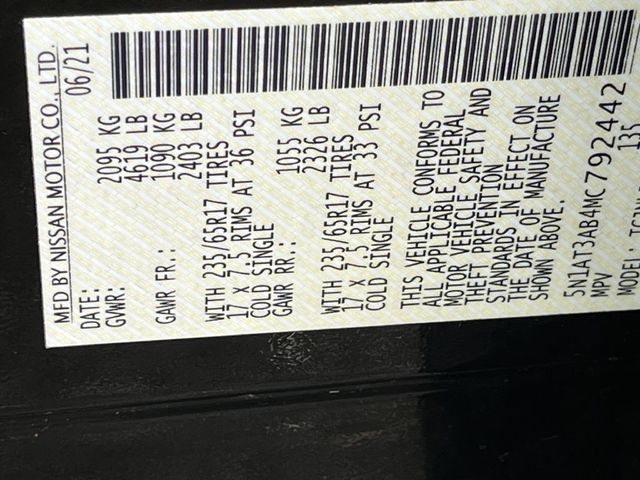 MFD BY NISSAN MOTOR CO., LTD.
DATE: 06/21
GVWR: 2095 KG
4619 LB
GAWR FR.: 1090 KG
2403 LB
WITH 235/65R17 TIRES
17 X 7.5 RIMS AT 36 PSI
COLD SINGLE
GAWR RR.: 1055 KG
2326 LB
WITH 235/65R17 TIRES
17 X 7.5 RIMS AT 33 PSI
COLD SINGLE
THIS VEHICLE CONFORMS TO
ALL APPLICABLE FEDERAL
MOTOR VEHICLE SAFETY AND
THEFT PREVENTION
STANDARDS IN EFFECT ON
THE DATE OF MANUFACTURE
SHOWN ABOVE.
5N1AT3AB4MC792442
MPV 135
MODEL: